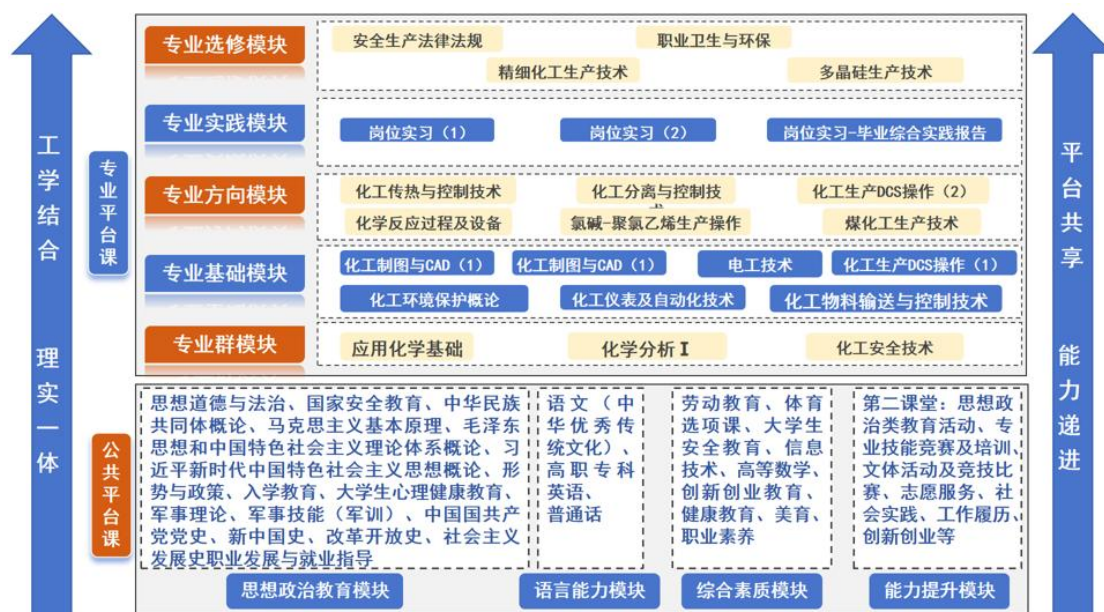 工学结合 理实一体
专业平台课
公共平台课
专业选修模块
安全生产法律法规
职业卫生与环保
精细化工生产技术
多晶硅生产技术
专业实践模块
岗位实习（1）
岗位实习（2）
岗位实习-毕业综合实践报告
专业方向模块
化工传热与控制技术
化工分离与控制技
术
化工生产DCS操作（2）
化学反应过程及设备
氯碱-聚氯乙烯生产操作
煤化工生产技术
专业基础模块
化工制图与CAD（1）
化工制图与CAD（1）
电工技术
化工生产DCS操作（1）
化工环境保护概论
化工仪表及自动化技术
化工物料输送与控制技术
专业群模块
应用化学基础
化学分析 I
化工安全技术
思想道德与法治、国家安全教育、中华民族
共同体概论、马克思主义基本原理、毛泽东
思想和中国特色社会主义理论体系概论、习
近平新时代中国特色社会主义思想概论、形
势与政策、入学教育、大学生心理健康教育、
军事理论、军事技能（军训）、中国国共产
党党史、新中国史、改革开放史、社会主义
发展史职业发展与就业指导
思想政治教育模块
语文（中
华优秀传
统文化）、
高职专科
英语、
普通话
语言能力模块
劳动教育、体育
选项课、大学生
安全教育、信息
技术、高等数学、
创新创业教育、
健康教育、美育、
职业素养
综合素质模块
第二课堂：思想政
治类教育活动、专
业技能竞赛及培训、
文体活动及竞技比
赛、志愿服务、社
会实践、工作履历、
创新创业等
能力提升模块
平台共享 能力递进